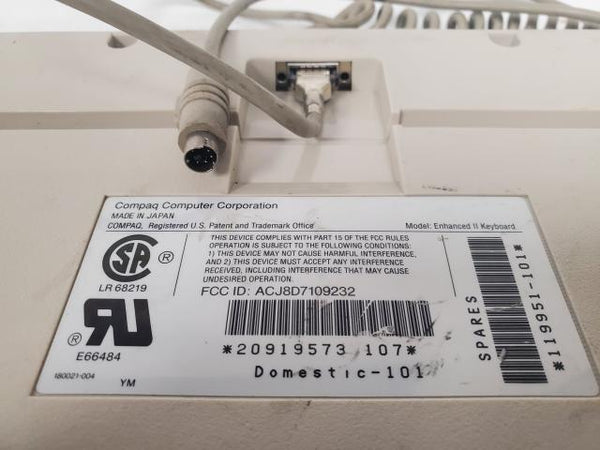 Compaq Computer Corporation
MADE IN JAPAN
COMPAQ, Registered U.S. Patent and Trademark Office
Model: Enhanced II Keyboard
SA
®
LR 68219
THIS DEVICE COMPLIES WITH PART 15 OF THE FCC RULES
OPERATION IS SUBJECT TO THE FOLLOWING CONDITIONS:
1) THIS DEVICE MAY NOT CAUSE HARMFUL INTERFERENCE,
AND 2) THIS DEVICE MUST ACCEPT ANY INTERFERENCE
RECEIVED, INCLUDING INTERFERENCE THAT MAY CAUSE
UNDESIRED OPERATION.
FCC ID: ACJ8D7109232
®
RU
E66484
180021-004
YM
*20919573 107*
Domestic-101
SPARES
*119951-101*